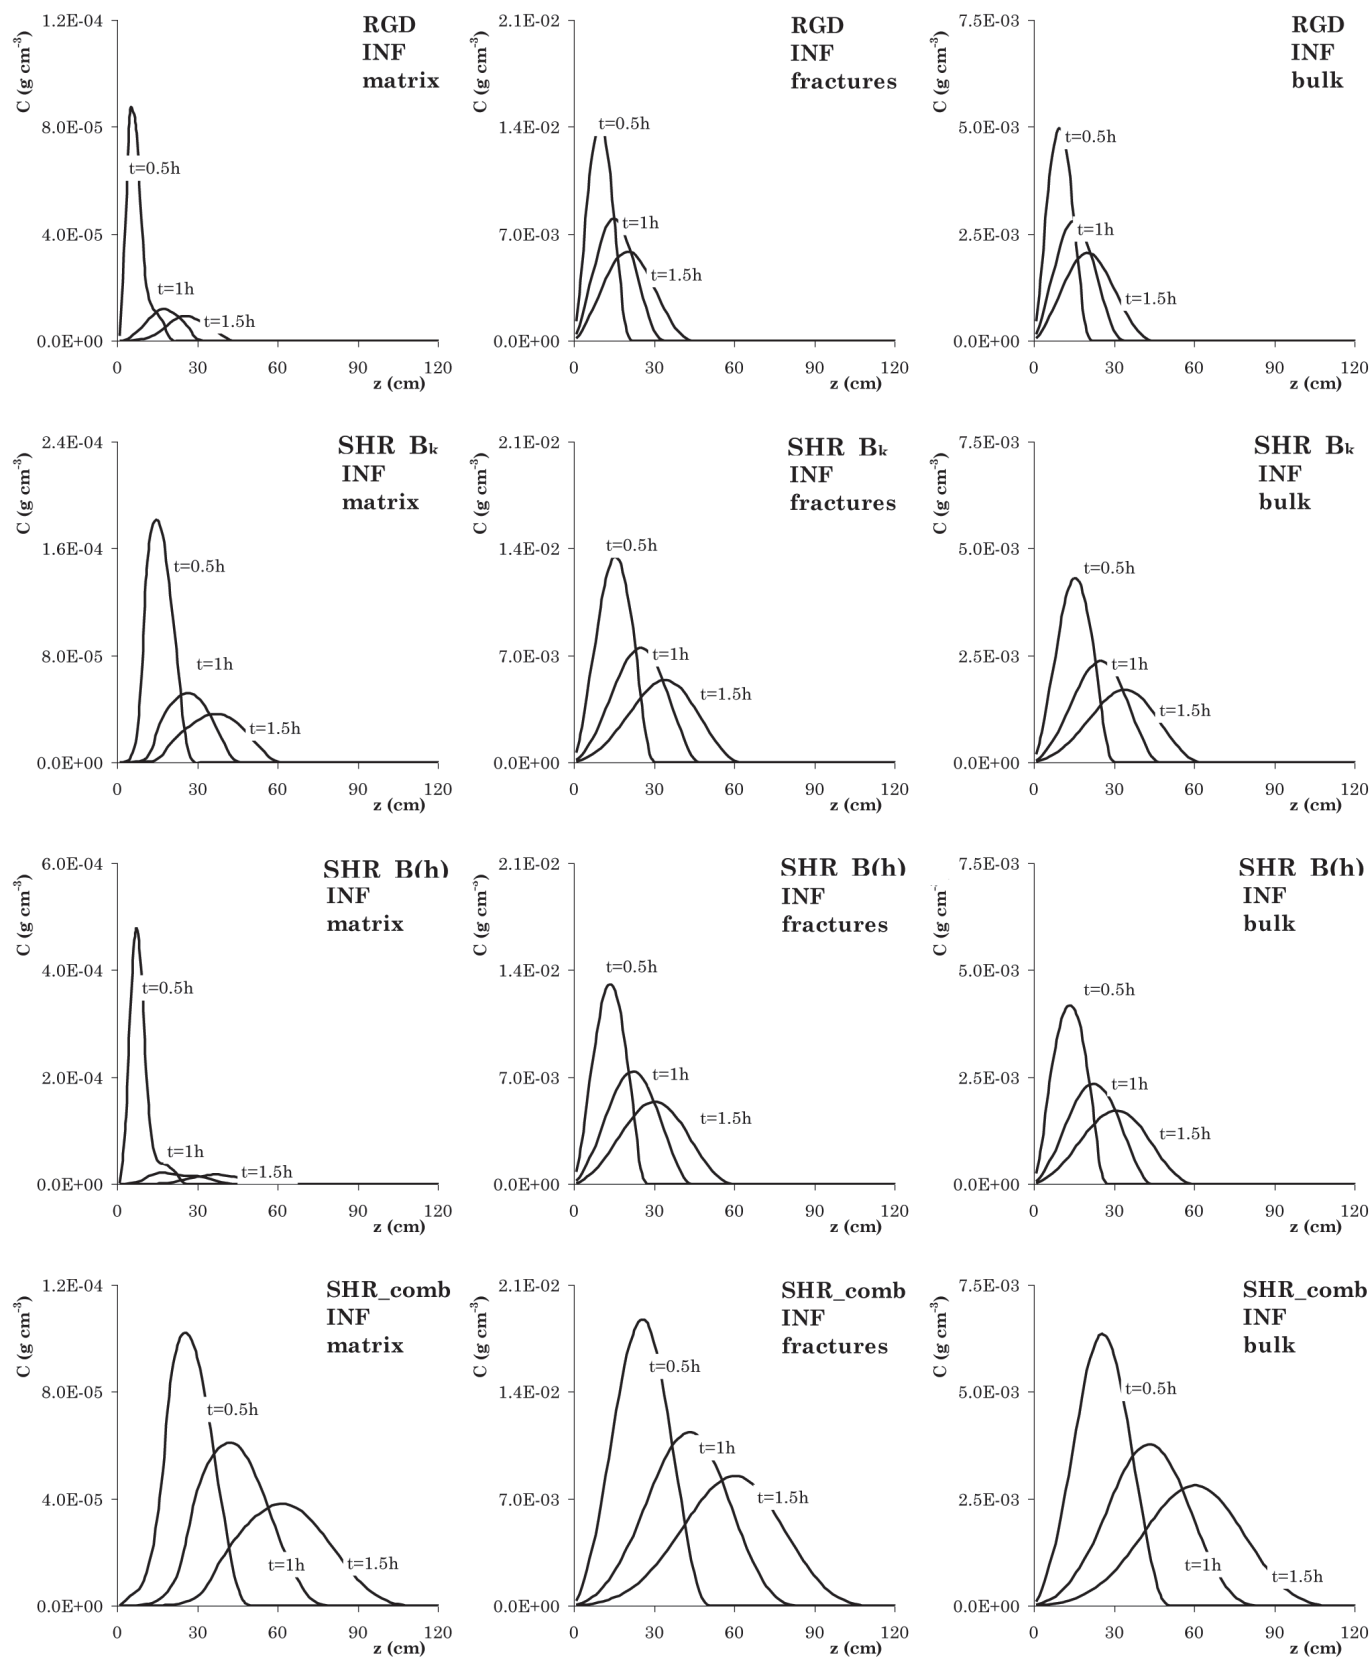 RGD
INF
matrix
C (g cm⁻³)
1.2E-04
8.0E-05
4.0E-05
0.0E+00
t=0.5h
t=1h
t=1.5h
0 30 60 90 120
z (cm)
RGD
INF
fractures
C (g cm⁻³)
2.1E-02
1.4E-02
7.0E-03
0.0E+00
t=0.5h
t=1h
t=1.5h
0 30 60 90 120
z (cm)
RGD
INF
bulk
C (g cm⁻³)
7.5E-03
5.0E-03
2.5E-03
0.0E+00
t=0.5h
t=1h
t=1.5h
0 30 60 90 120
z (cm)
SHR Bk
INF
matrix
C (g cm⁻³)
2.4E-04
1.6E-04
8.0E-05
0.0E+00
t=0.5h
t=1h
t=1.5h
0 30 60 90 120
z (cm)
SHR Bk
INF
fractures
C (g cm⁻³)
2.1E-02
1.4E-02
7.0E-03
0.0E+00
t=0.5h
t=1h
t=1.5h
0 30 60 90 120
z (cm)
SHR Bk
INF
bulk
C (g cm⁻³)
7.5E-03
5.0E-03
2.5E-03
0.0E+00
t=0.5h
t=1h
t=1.5h
0 30 60 90 120
z (cm)
SHR B(h)
INF
matrix
C (g cm⁻³)
6.0E-04
4.0E-04
2.0E-04
0.0E+00
t=0.5h
t=1h
t=1.5h
0 30 60 90 120
z (cm)
SHR B(h)
INF
fractures
C (g cm⁻³)
2.1E-02
1.4E-02
7.0E-03
0.0E+00
t=0.5h
t=1h
t=1.5h
0 30 60 90 120
z (cm)
SHR B(h)
INF
bulk
C (g cm⁻
7.5E-03
5.0E-03
2.5E-03
0.0E+00
t=0.5h
t=1h
t=1.5h
0 30 60 90 120
z (cm)
SHR_comb
INF
matrix
C (g cm⁻³)
1.2E-04
8.0E-05
4.0E-05
0.0E+00
t=0.5h
t=1h
t=1.5h
0 30 60 90 120
z (cm)
SHR_comb
INF
fractures
C (g cm⁻³)
2.1E-02
1.4E-02
7.0E-03
0.0E+00
t=0.5h
t=1h
t=1.5h
0 30 60 90 120
z (cm)
SHR_comb
INF
bulk
C (g cm⁻³)
7.5E-03
5.0E-03
2.5E-03
0.0E+00
t=0.5h
t=1h
t=1.5h
0 30 60 90 120
z (cm)